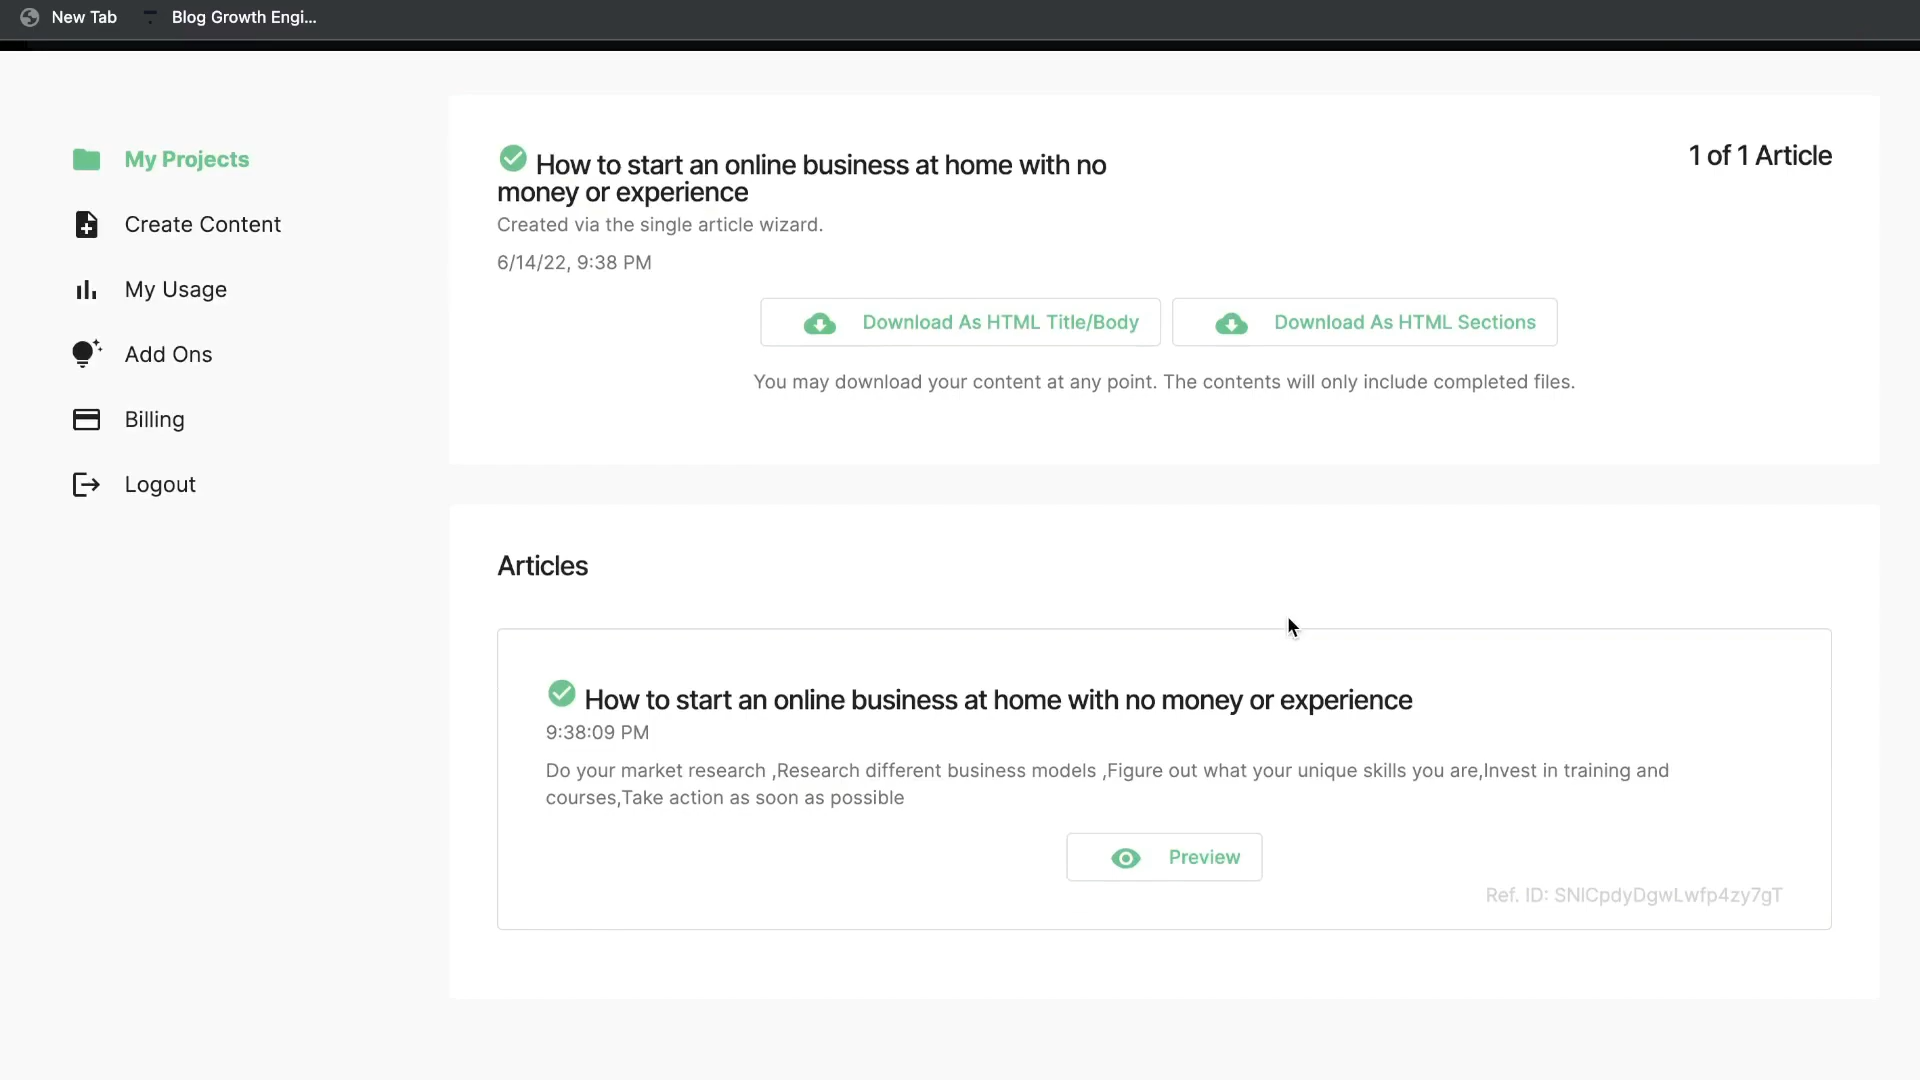 New Tab
Blog Growth Engi...
My Projects
Create Content
My Usage
Add Ons
Billing
Logout
How to start an online business at home with no
money or experience
1 of 1 Article
Created via the single article wizard.
6/14/22, 9:38 PM
Download As HTML Title/Body
Download As HTML Sections
You may download your content at any point. The contents will only include completed files.
Articles
How to start an online business at home with no money or experience
9:38:09 PM
Do your market research ,Research different business models ,Figure out what your unique skills you are,Invest in training and
courses,Take action as soon as possible
Preview
Ref. ID: SNICpdyDgwLwfp4zy7gT